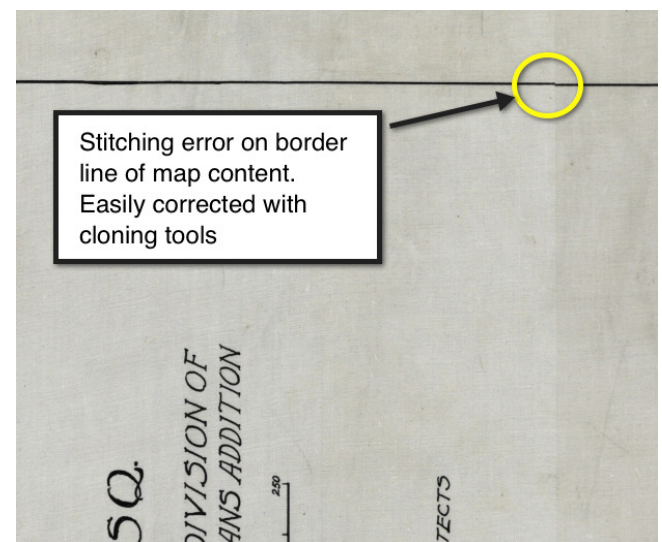 Stitching error on border
line of map content.
Easily corrected with
cloning tools
SQ.
DIVISION OF
ANS ADDITION
250
TECTS